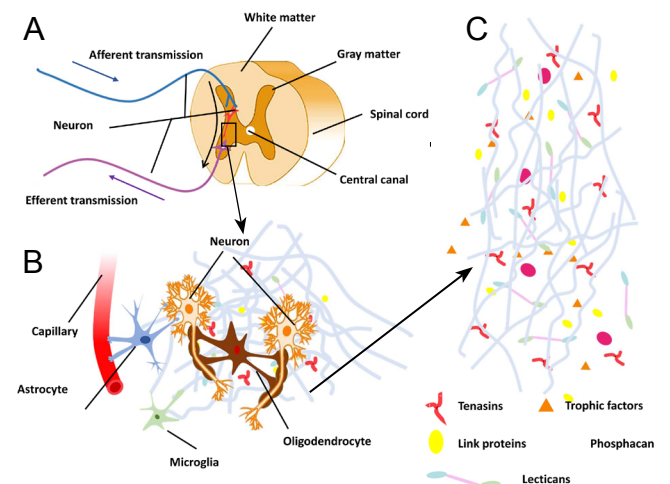 A
White matter
Afferent transmission
Gray matter
Neuron
Spinal cord
Central canal
Efferent transmission
B
Neuron
Capillary
Astrocyte
Oligodendrocyte
Microglia
C
Tenasins
Trophic factors
Link proteins
Phosphacan
Lecticans